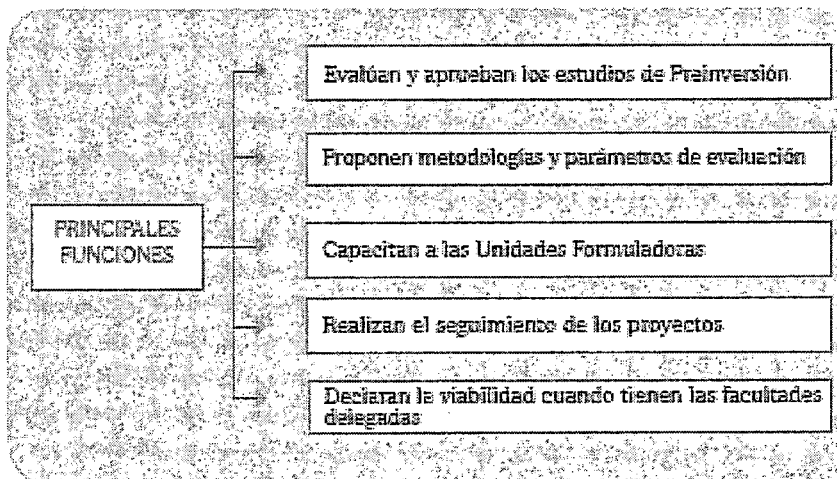 PRINCIPALES
FUNCIONES
Evalúan y aprueban los estudios de Preinversión
Proponen metodologías y parámetros de evaluación
Capacitan a las Unidades Formuladoras
Realizan el seguimiento de los proyectos
Declaran la viabilidad cuando tienen las facultades
delegadas